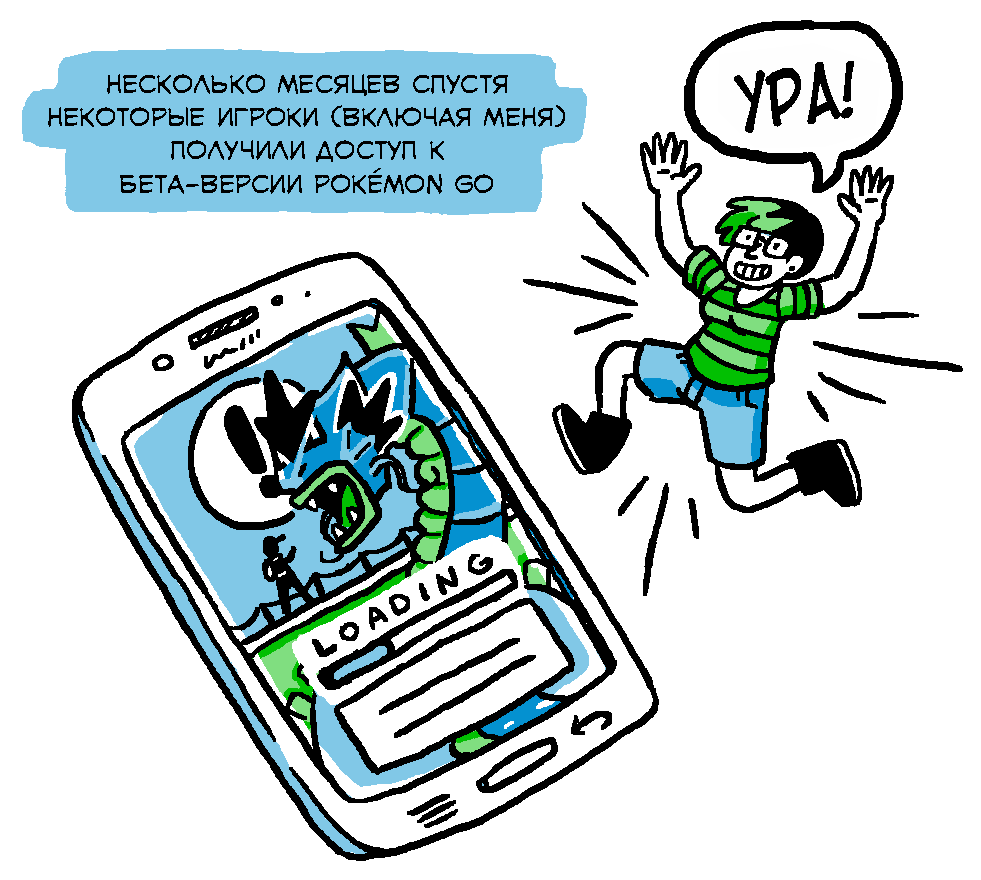 НЕСКОЛЬКО МЕСЯЦЕВ СПУСТЯ
НЕКОТОРЫЕ ИГРОКИ (ВКЛЮЧАЯ МЕНЯ)
ПОЛУЧИЛИ ДОСТУП К
БЕТА-ВЕРСИИ POKÉMON GO
УРА!
LOADING